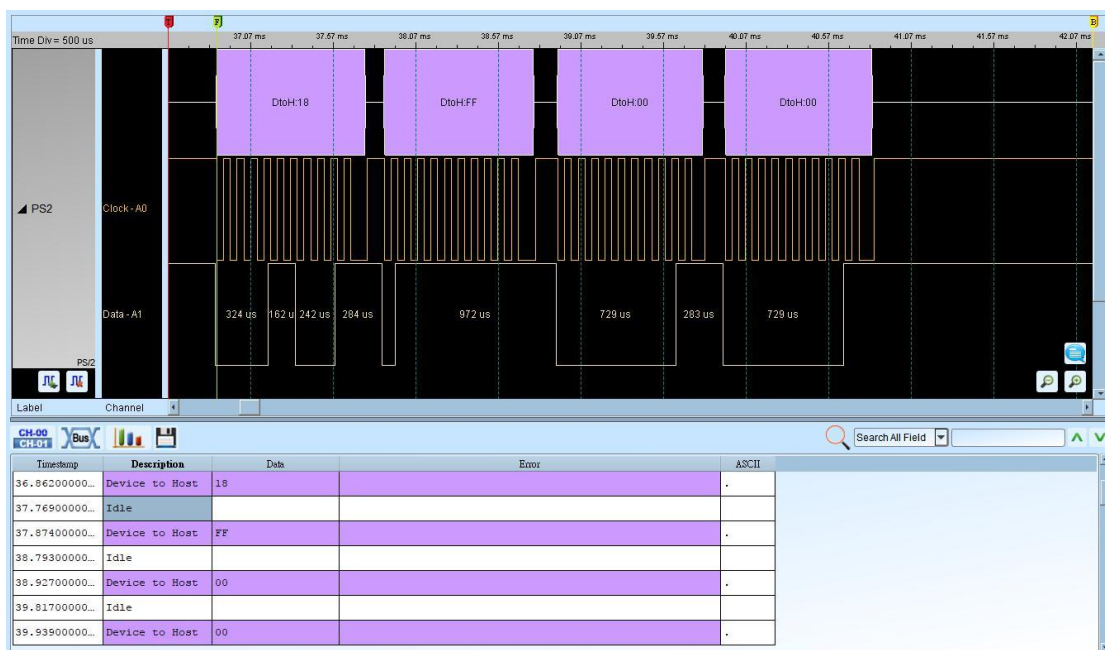 T F B
Time Div = 500 us 37.07 ms 37.57 ms 38.07 ms 38.57 ms 39.07 ms 39.57 ms 40.07 ms 40.57 ms 41.07 ms 41.57 ms 42.07 ms
DtoH:18 DtoH:FF DtoH:00 DtoH:00
PS2 Clock - A0
Data - A1 324 us 162 u 242 us 284 us 972 us 729 us 283 us 729 us
PS/2
Label Channel
CH-00
CH-01 Bus Search All Field
Timestamp Description Data Error ASCII
36.86200000... Device to Host 18 .
37.76900000... Idle
37.87400000... Device to Host FF .
38.79300000... Idle
38.92700000... Device to Host 00 .
39.81700000... Idle
39.93900000... Device to Host 00 .